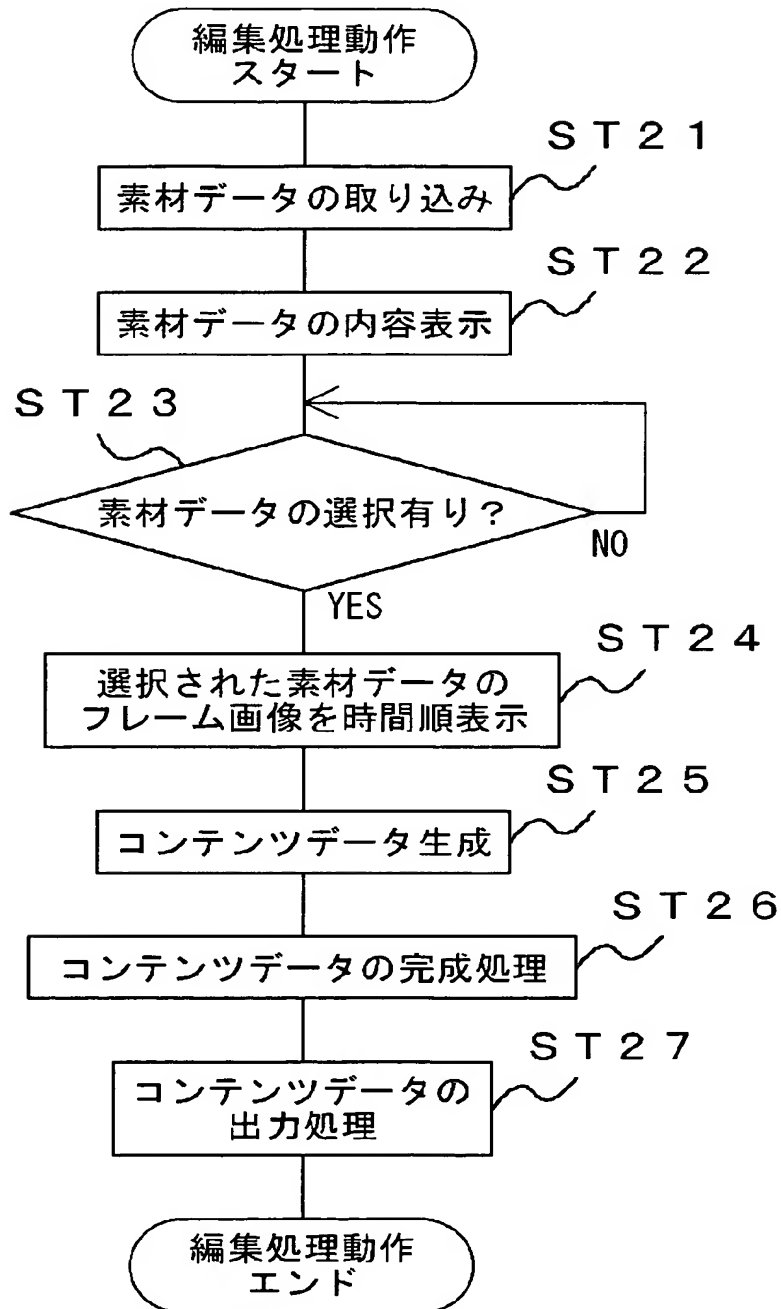 編集処理動作
スタート
ST21
素材データの取り込み
ST22
素材データの内容表示
ST23
素材データの選択有り?
NO
YES
ST24
選択された素材データの
フレーム画像を時間順表示
ST25
コンテンツデータ生成
ST26
コンテンツデータの完成処理
ST27
コンテンツデータの
出力処理
編集処理動作
エンド